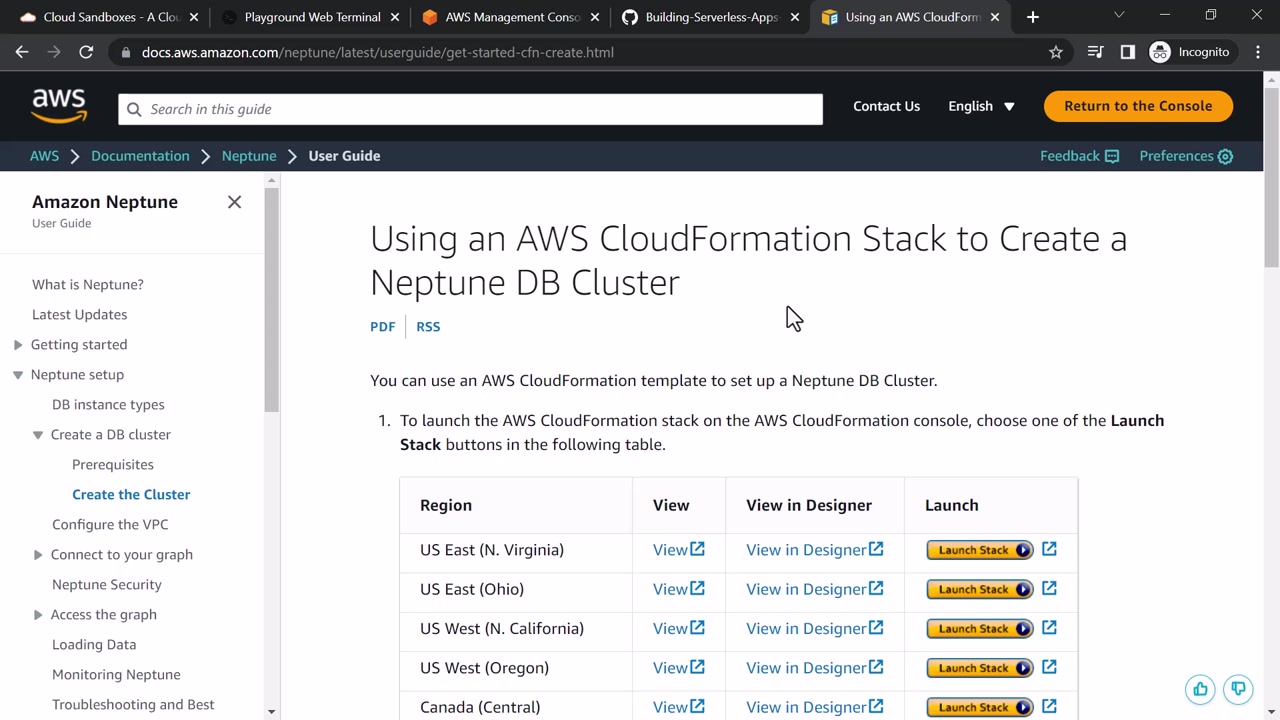 Cloud Sandboxes - A Clou
Playground Web Terminal
AWS Management Conso
Building-Serverless-Apps-
Using an AWS CloudForm
docs.aws.amazon.com/neptune/latest/userguide/get-started-cfn-create.html
Incognito
aws
Search in this guide
Contact Us
English
Return to the Console
AWS
Documentation
Neptune
User Guide
Feedback
Preferences
Amazon Neptune
User Guide
What is Neptune?
Latest Updates
Getting started
Neptune setup
DB instance types
Create a DB cluster
Prerequisites
Create the Cluster
Configure the VPC
Connect to your graph
Neptune Security
Access the graph
Loading Data
Monitoring Neptune
Troubleshooting and Best
Using an AWS CloudFormation Stack to Create a
Neptune DB Cluster
PDF RSS
You can use an AWS CloudFormation template to set up a Neptune DB Cluster.
1. To launch the AWS CloudFormation stack on the AWS CloudFormation console, choose one of the Launch
Stack buttons in the following table.
Region View View in Designer Launch
US East (N. Virginia) View View in Designer Launch Stack
US East (Ohio) View View in Designer Launch Stack
US West (N. California) View View in Designer Launch Stack
US West (Oregon) View View in Designer Launch Stack
Canada (Central) View View in Designer Launch Stack